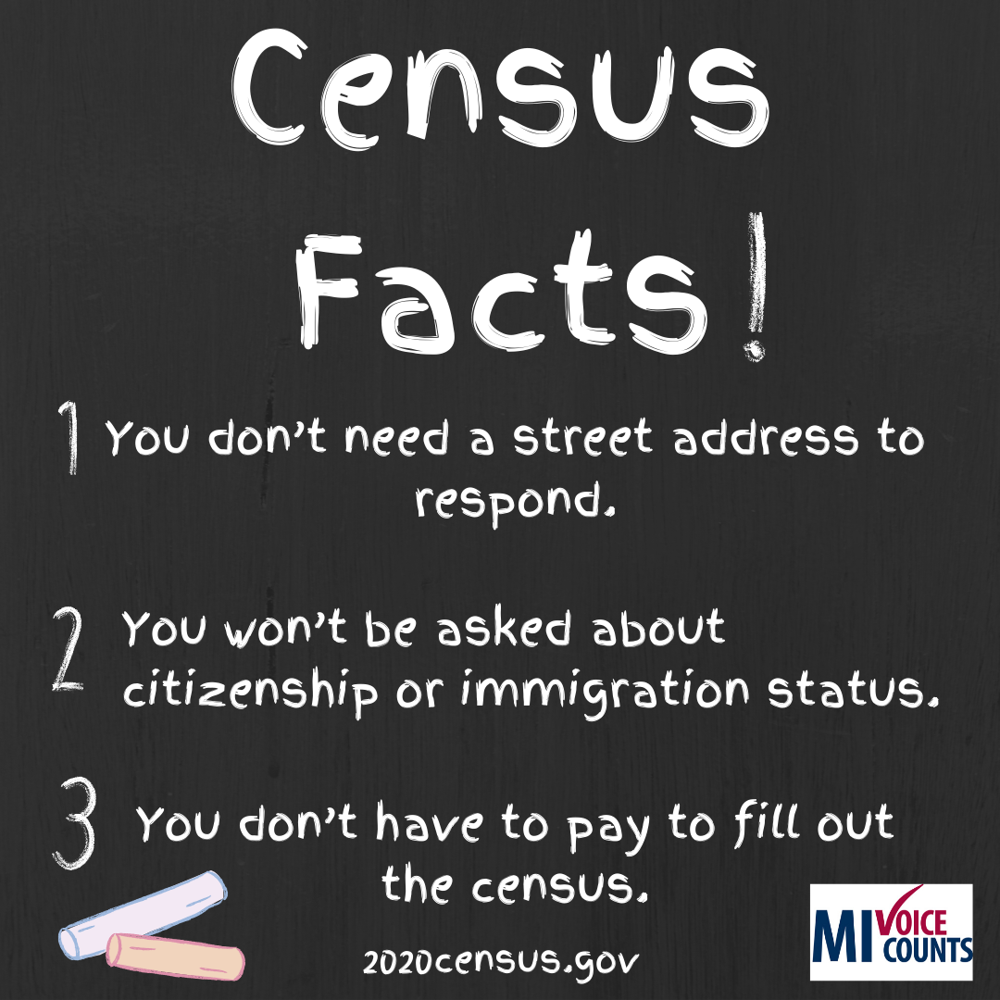 Census
Facts!
1 You don't need a street address to
respond.
2 You won't be asked about
citizenship or immigration status.
3 You don't have to pay to fill out
the census.
2020census.gov
MI VOICE
COUNTS